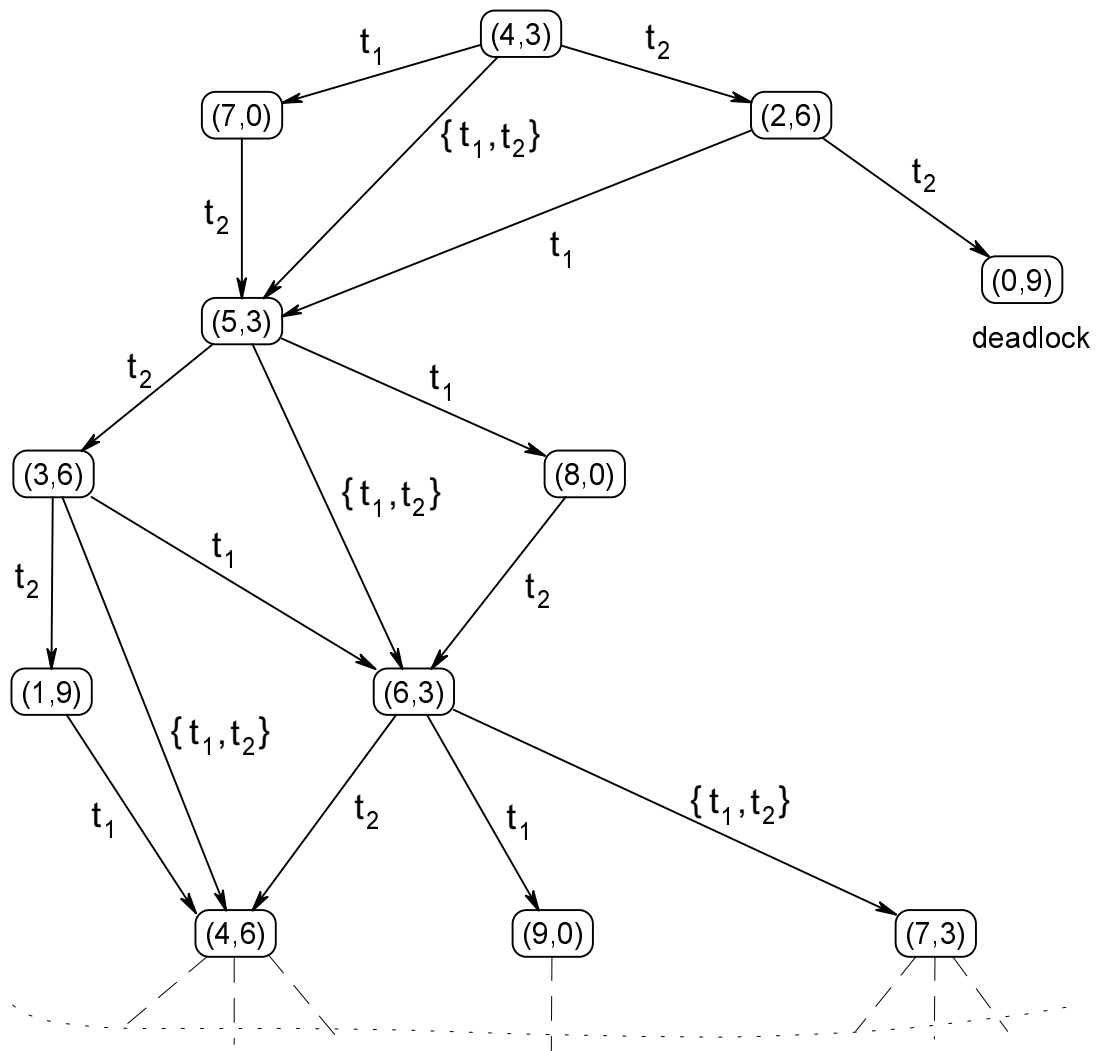 (4,3)
t1
t2
(7,0)
{t1,t2}
(2,6)
t2
t2
t1
(0,9)
(5,3)
deadlock
t2
t1
(3,6)
{t1,t2}
(8,0)
t1
t2
t2
(1,9)
(6,3)
{t1,t2}
t1
t2
t1
{t1,t2}
(4,6)
(9,0)
(7,3)